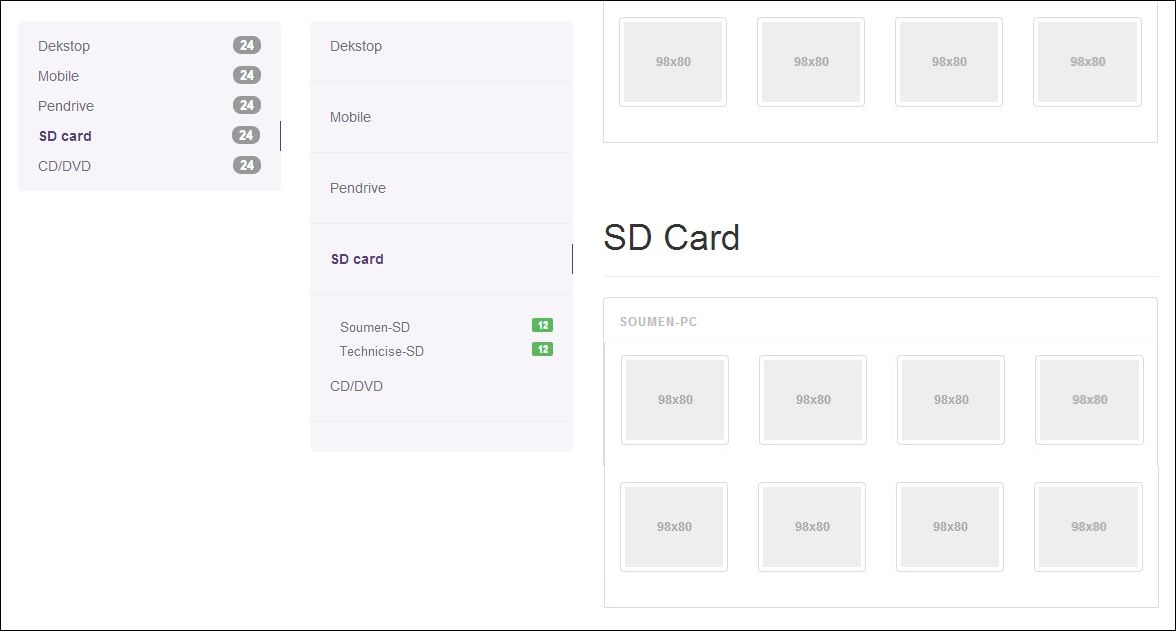 Dekstop 24
Mobile 24
Pendrive 24
SD card 24
CD/DVD 24
Dekstop
Mobile
Pendrive
SD card
Soumen-SD 12
Technicise-SD 12
CD/DVD
98x80 98x80 98x80 98x80
SD Card
SOUMEN-PC
98x80 98x80 98x80 98x80
98x80 98x80 98x80 98x80